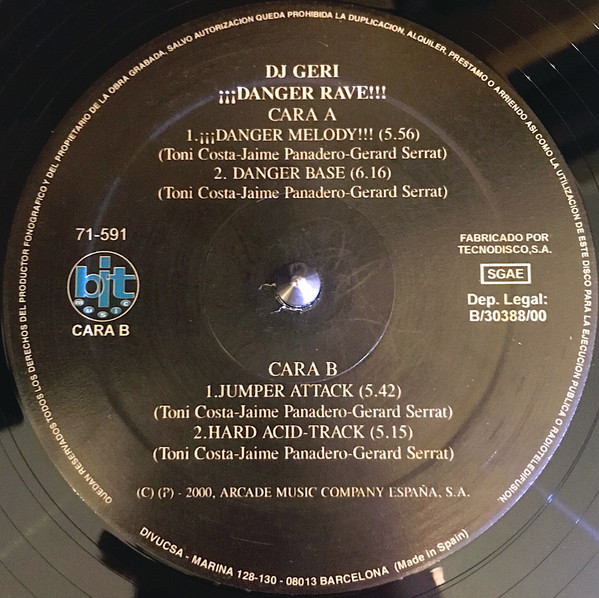 QUEDAN RESERVADOS TODOS LOS DERECHOS DEL PRODUCTOR FONOGRAFICO Y DEL PROPIETARIO DE LA OBRA GRABADA, SALVO AUTORIZACION QUEDA PROHIBIDA LA DUPLICACION, ALQUILER, PRESTAMO O ARRIENDO ASI COMO LA UTILIZACION DE ESTE DISCO PARA LA EJECUCION PUBLICA O RADIOTELEDIFUSION.
DJ GERI
¡¡¡DANGER RAVE!!!
CARA A
1.¡¡¡DANGER MELODY!!! (5.56)
(Toni Costa-Jaime Panadero-Gerard Serrat)
2. DANGER BASE (6.16)
(Toni Costa-Jaime Panadero-Gerard Serrat)
71-591
bit
music
CARA B
FABRICADO POR
TECNODISCO,S.A.
SGAE
Dep. Legal:
B/30388/00
CARA B
1.JUMPER ATTACK (5.42)
(Toni Costa-Jaime Panadero-Gerard Serrat)
2.HARD ACID-TRACK (5.15)
(Toni Costa-Jaime Panadero-Gerard Serrat)
(C) (P) - 2000, ARCADE MUSIC COMPANY ESPAÑA, S.A.
DIVUCSA - MARINA 128-130 - 08013 BARCELONA (Made in Spain)